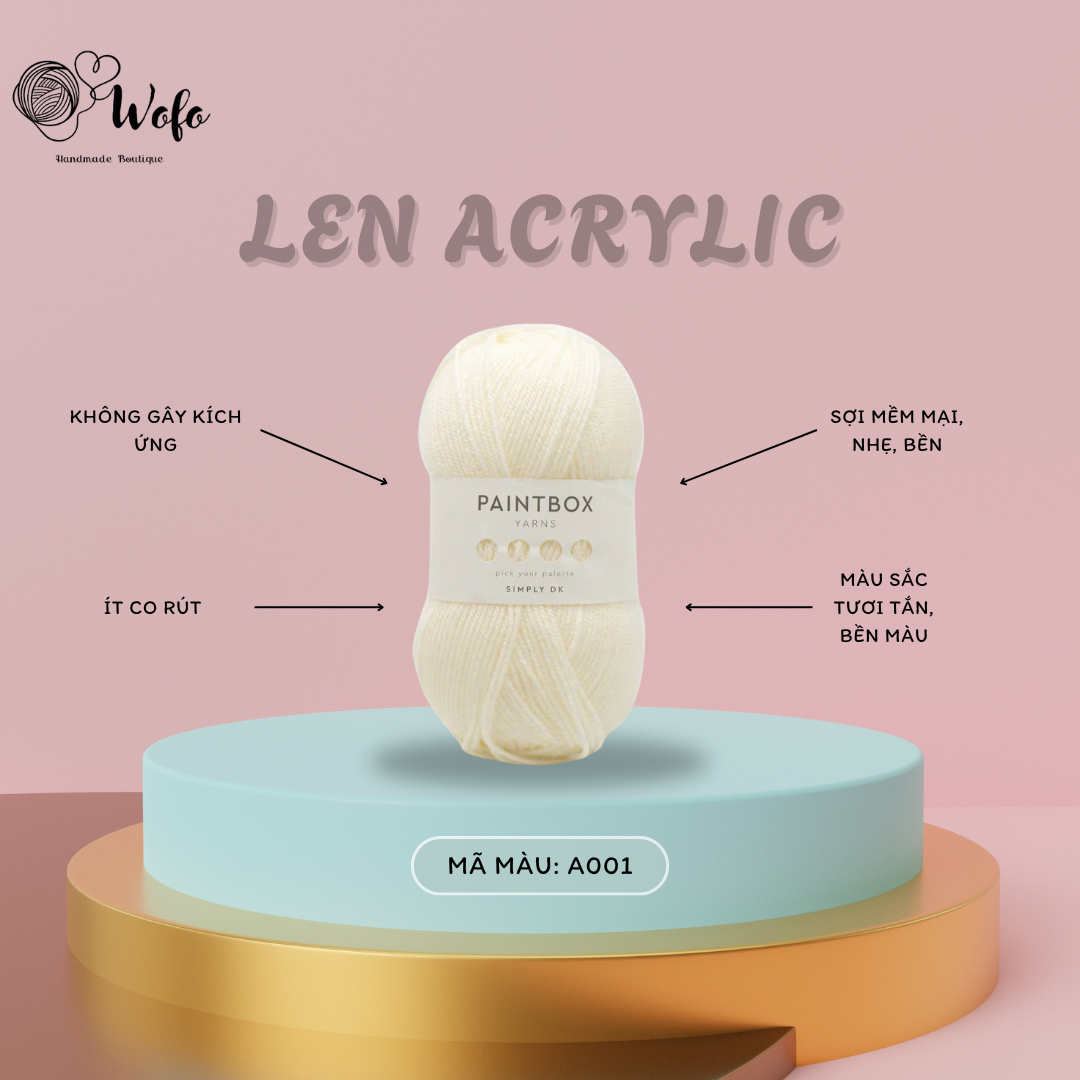 Wofo
Handmade Boutique
LEN ACRYLIC
KHÔNG GÂY KÍCH
ỨNG
SỢI MỀM MẠI,
NHẸ, BỀN
PAINTBOX
YARNS
pick your palette
SIMPLY DK
ÍT CO RÚT
MÀU SẮC
TƯƠI TẮN,
BỀN MÀU
MÃ MÀU: A001